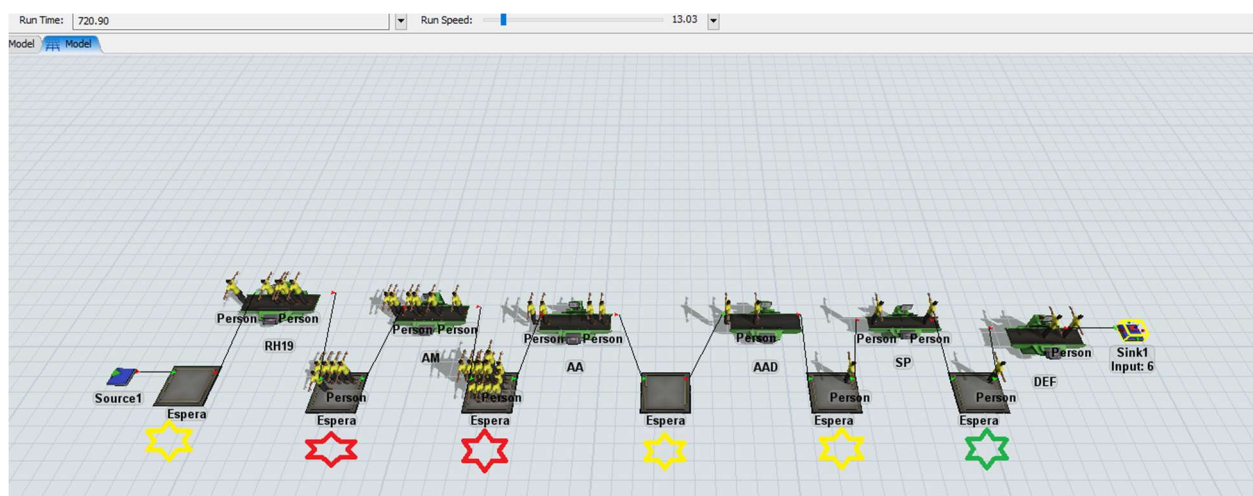 Run Time: 720.90 Run Speed: 13.03
Model Model
Person Person
RH19
Person Person
AM
Person Person
AA
Person
AAD
Person Person
SP
Person
DEF
Sink1
Input: 6
Source1
Espera
Person
Espera
Person
Espera
Espera
Person
Espera
Person
Espera